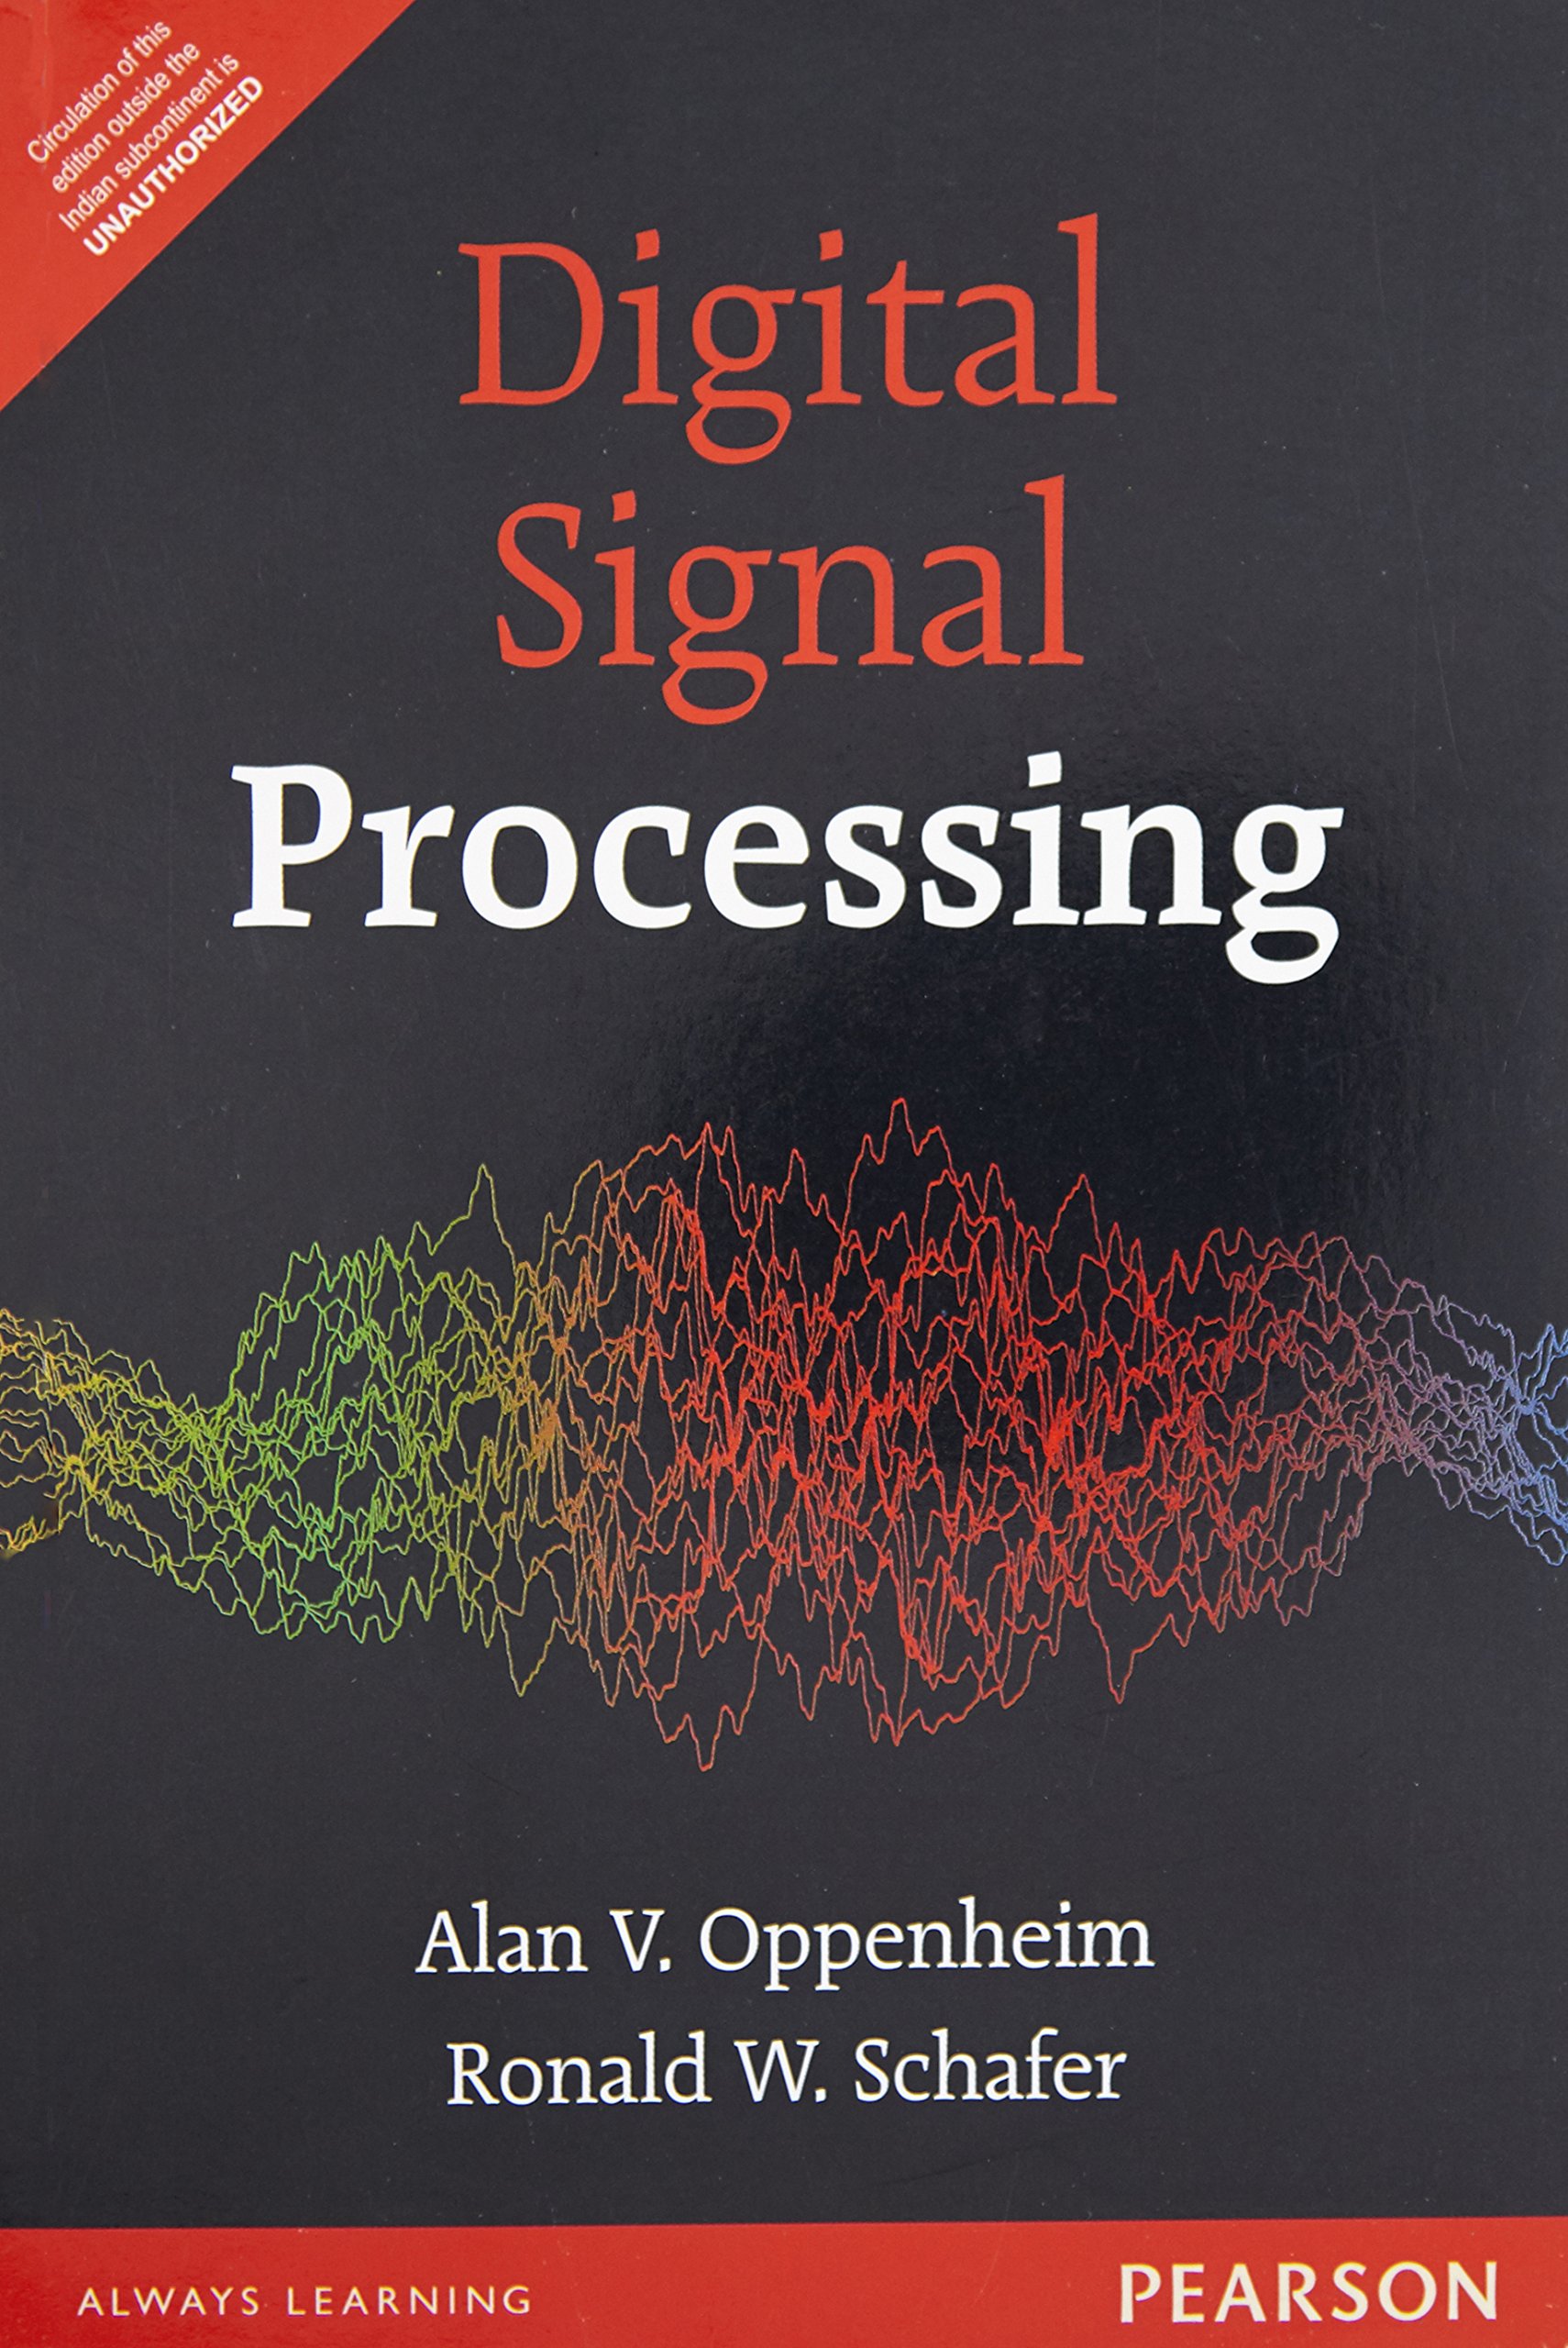 Circulation of this
edition outside the
Indian subcontinent is
UNAUTHORIZED
Digital
Signal
Processing
Alan V. Oppenheim
Ronald W. Schafer
ALWAYS LEARNING
PEARSON